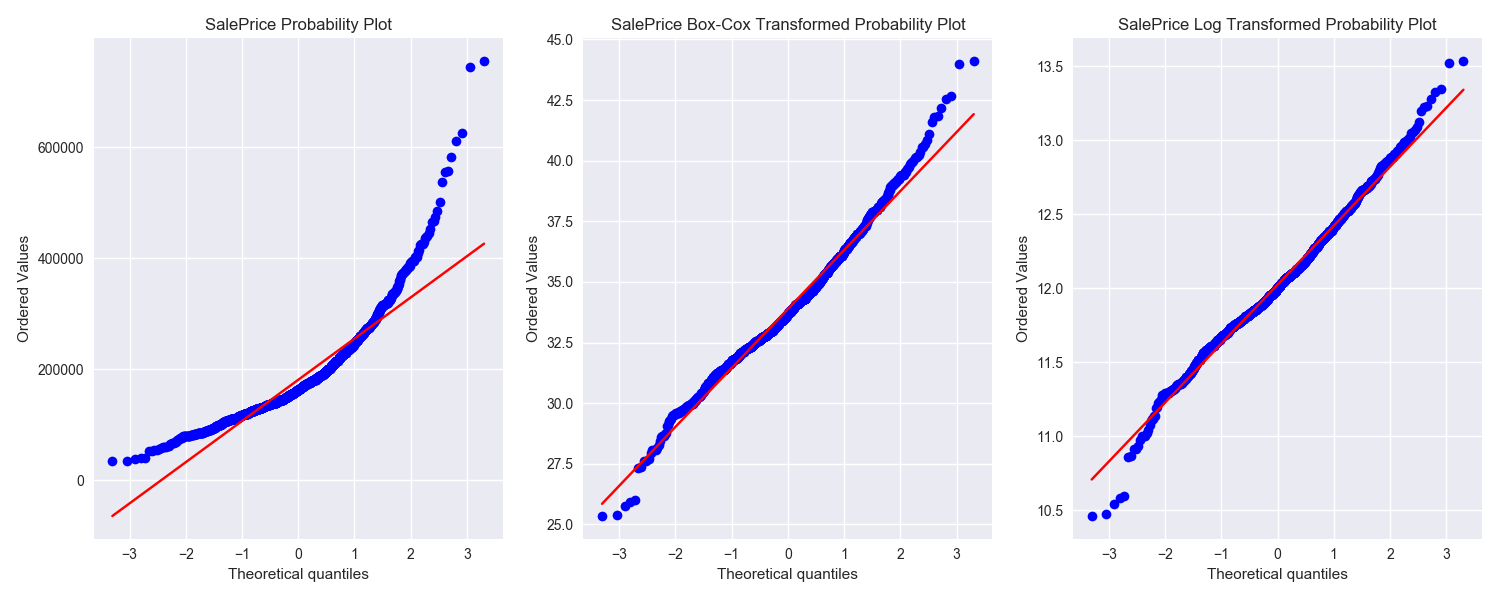 SalePrice Probability Plot
Ordered Values
600000
400000
200000
0
−3 −2 −1 0 1 2 3
Theoretical quantiles
SalePrice Box-Cox Transformed Probability Plot
Ordered Values
45.0
42.5
40.0
37.5
35.0
32.5
30.0
27.5
25.0
−3 −2 −1 0 1 2 3
Theoretical quantiles
SalePrice Log Transformed Probability Plot
Ordered Values
13.5
13.0
12.5
12.0
11.5
11.0
10.5
−3 −2 −1 0 1 2 3
Theoretical quantiles